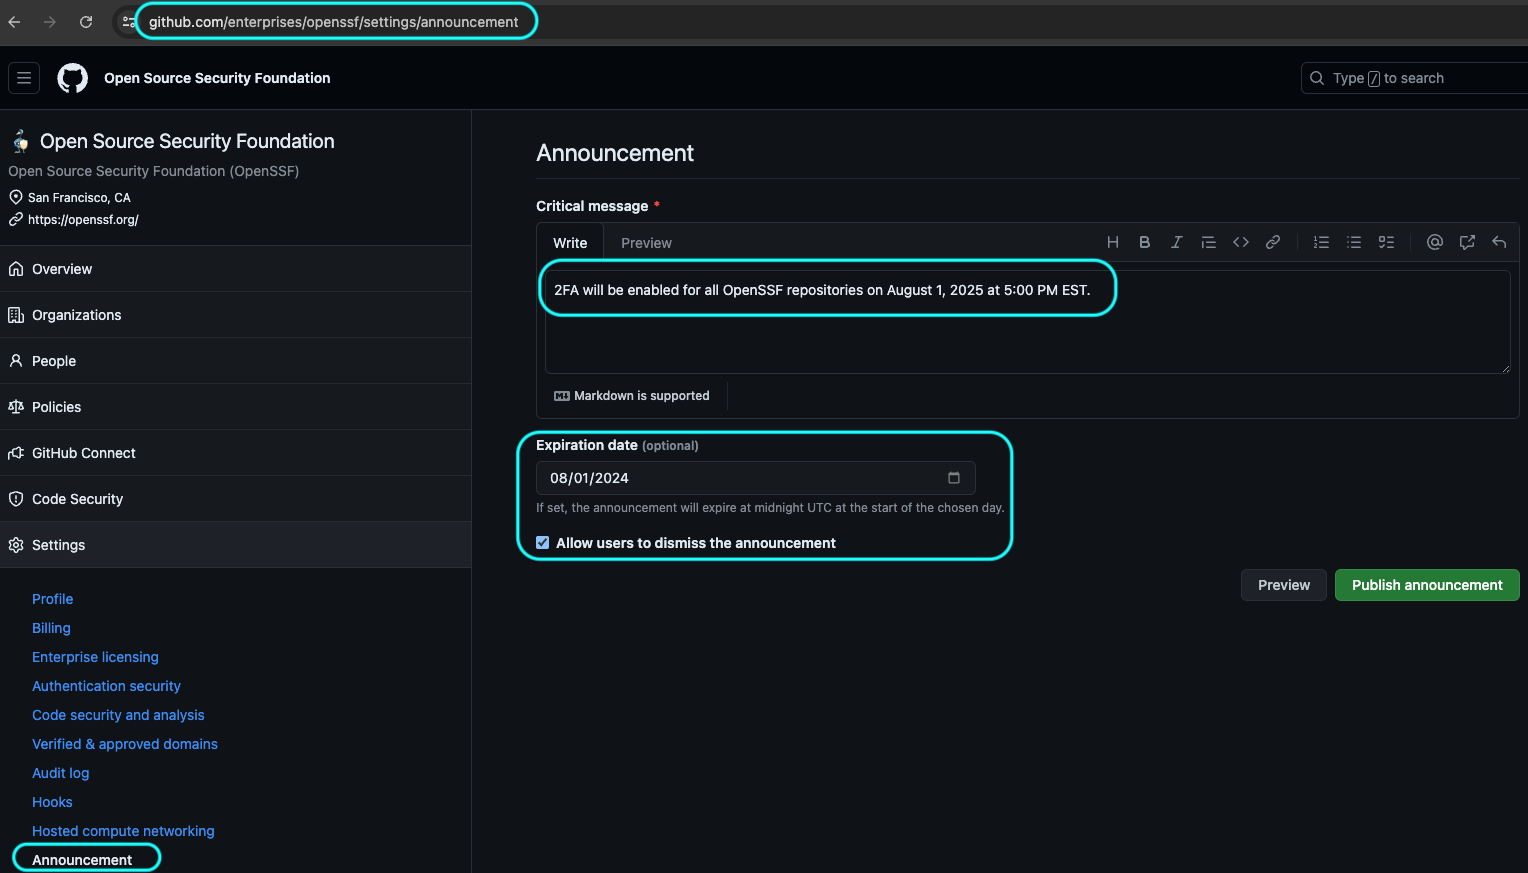 github.com/enterprises/openssf/settings/announcement
Open Source Security Foundation
Type / to search
Open Source Security Foundation
Open Source Security Foundation (OpenSSF)
San Francisco, CA
https://openssf.org/
Overview
Organizations
People
Policies
GitHub Connect
Code Security
Settings
Profile
Billing
Enterprise licensing
Authentication security
Code security and analysis
Verified & approved domains
Audit log
Hooks
Hosted compute networking
Announcement
Announcement
Critical message *
Write Preview
2FA will be enabled for all OpenSSF repositories on August 1, 2025 at 5:00 PM EST.
Markdown is supported
Expiration date (optional)
08/01/2024
If set, the announcement will expire at midnight UTC at the start of the chosen day.
Allow users to dismiss the announcement
Preview Publish announcement